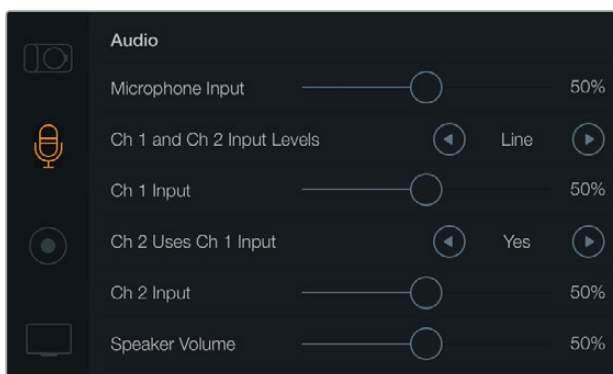 Audio
Microphone Input 50%
Ch 1 and Ch 2 Input Levels Line
Ch 1 Input 50%
Ch 2 Uses Ch 1 Input Yes
Ch 2 Input 50%
Speaker Volume 50%